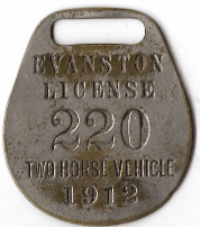 EVANSTON
LICENSE
220
TWO HORSE VEHICLE
1912